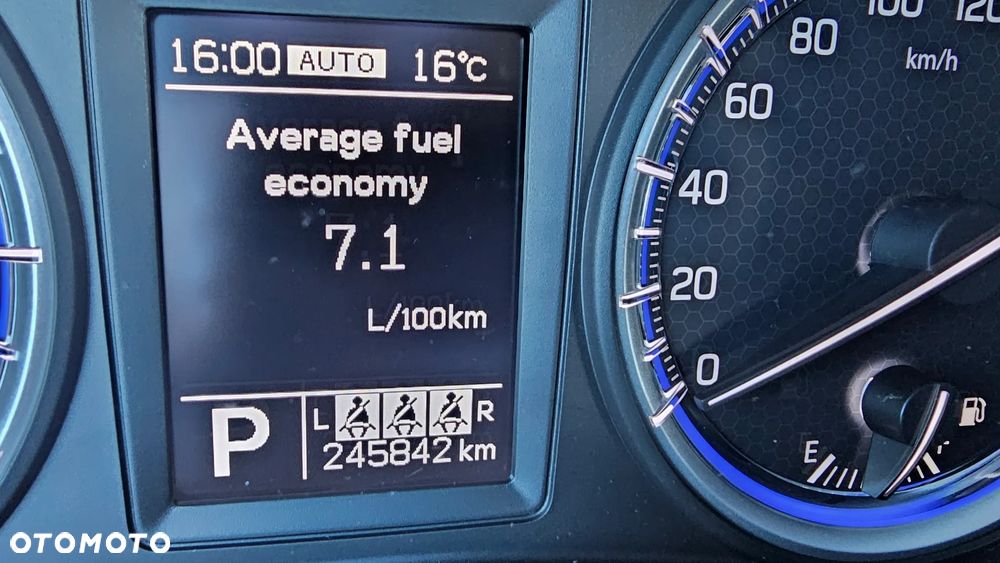 16:00 AUTO 16°C
Average fuel
economy
7.1
L/100km
P
L R
245842 km
0
20
40
60
80
100
120
km/h
E
OTOMOTO